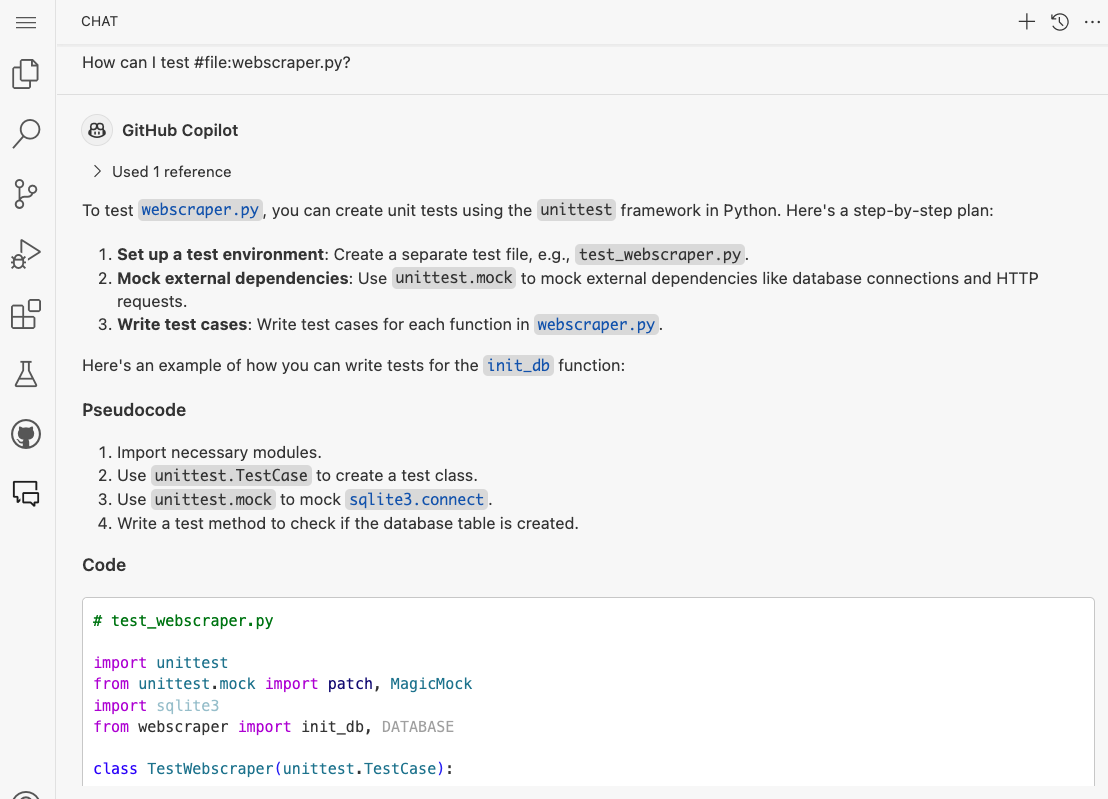 CHAT
How can I test #file:webscraper.py?
GitHub Copilot
Used 1 reference
To test webscraper.py, you can create unit tests using the unittest framework in Python. Here's a step-by-step plan:
1. Set up a test environment: Create a separate test file, e.g., test_webscraper.py.
2. Mock external dependencies: Use unittest.mock to mock external dependencies like database connections and HTTP
requests.
3. Write test cases: Write test cases for each function in webscraper.py.
Here's an example of how you can write tests for the init_db function:
Pseudocode
1. Import necessary modules.
2. Use unittest.TestCase to create a test class.
3. Use unittest.mock to mock sqlite3.connect.
4. Write a test method to check if the database table is created.
Code
# test_webscraper.py
import unittest
from unittest.mock import patch, MagicMock
import sqlite3
from webscraper import init_db, DATABASE
class TestWebscraper(unittest.TestCase):